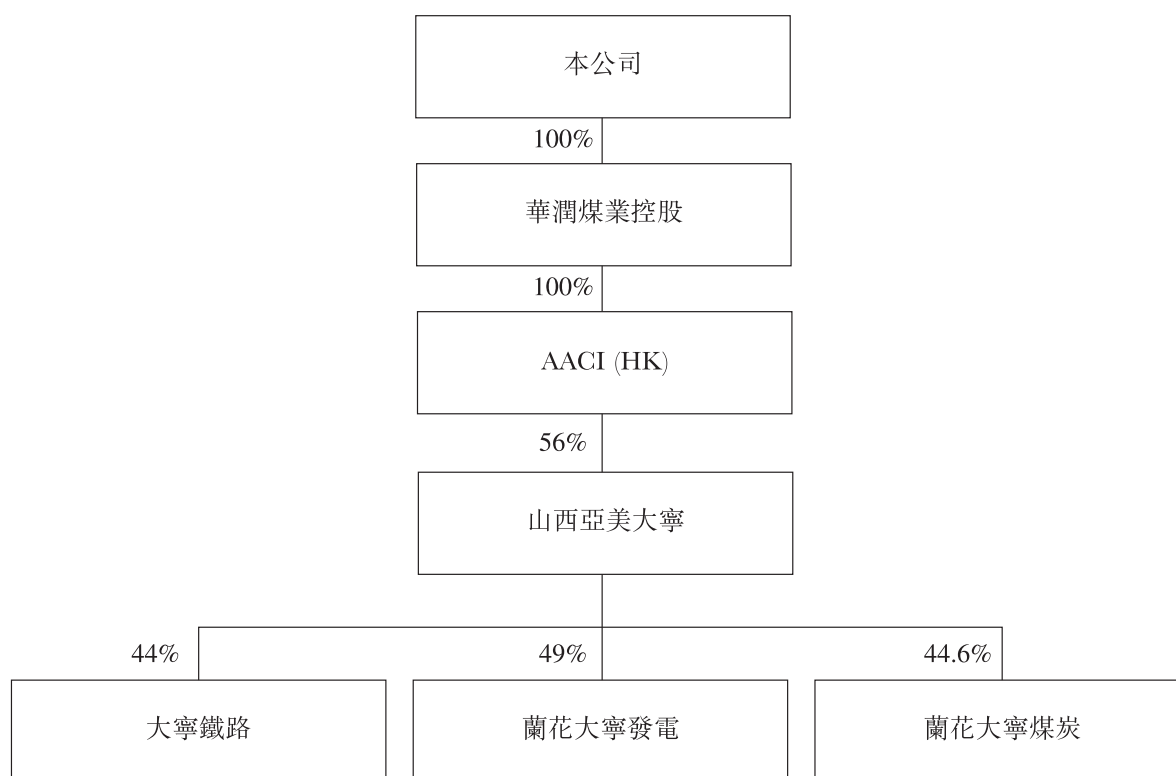 本公司
100%
華潤煤業控股
100%
AACI (HK)
56%
山西亞美大寧
44%
49%
44.6%
大寧鐵路
蘭花大寧發電
蘭花大寧煤炭